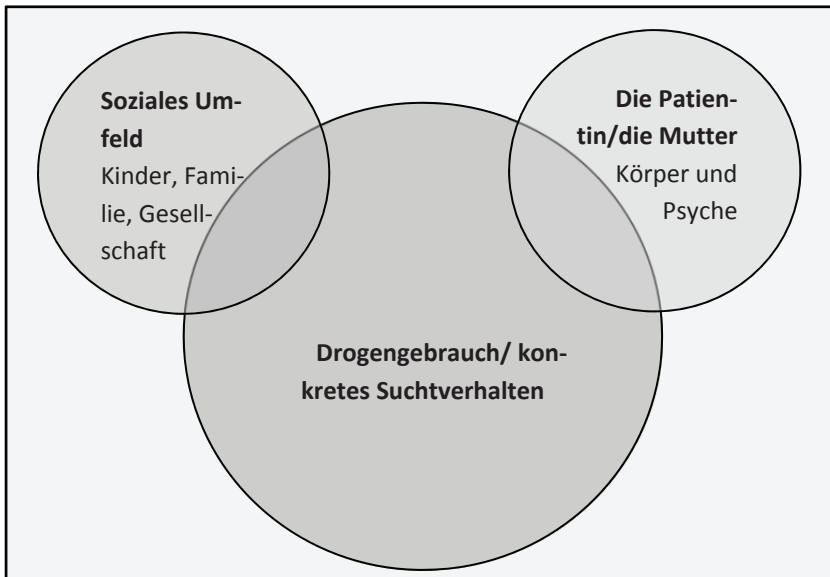 Soziales Um-
feld
Kinder, Fami-
lie, Gesell-
schaft
Die Patien-
tin/die Mutter
Körper und
Psyche
Drogengebrauch/ kon-
kretes Suchtverhalten